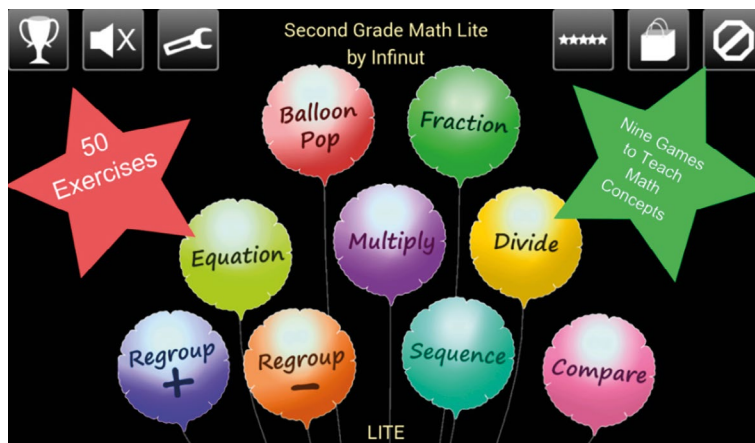 Second Grade Math Lite
by Infinut
50
Exercises
Balloon
Pop
Fraction
Nine Games
to Teach
Math
Concepts
Equation
Multiply
Divide
Regroup
+
Regroup
−
Sequence
Compare
LITE